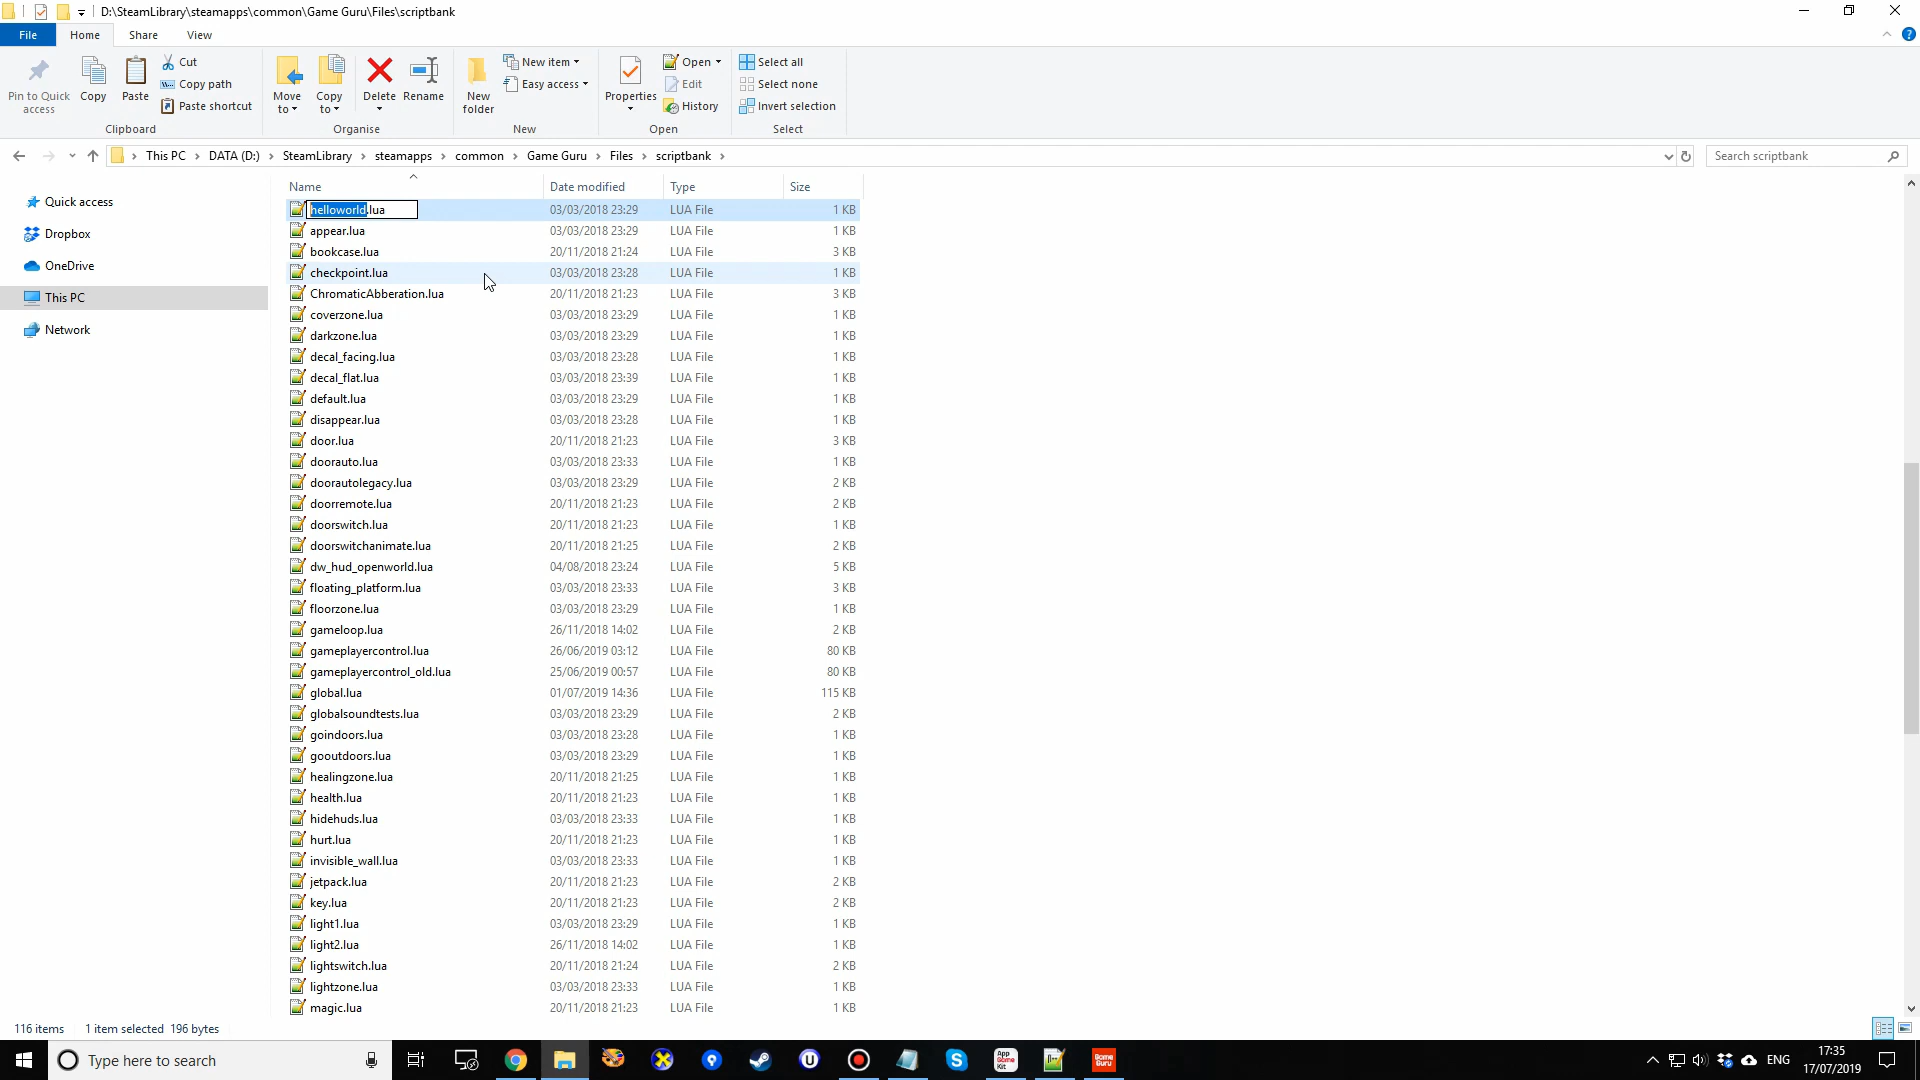 D:\SteamLibrary\steamapps\common\Game Guru\Files\scriptbank
File Home Share View
Pin to Quick access
Copy
Paste
Cut
Copy path
Paste shortcut
Clipboard
Move to
Copy to
Delete
Rename
Organise
New folder
New item
Easy access
New
Properties
Open
Edit
History
Open
Select all
Select none
Invert selection
Select
This PC DATA (D:) SteamLibrary steamapps common Game Guru Files scriptbank
Search scriptbank
Quick access
Dropbox
OneDrive
This PC
Network
Name Date modified Type Size
helloworld.lua 03/03/2018 23:29 LUA File 1 KB
appear.lua 03/03/2018 23:29 LUA File 1 KB
bookcase.lua 20/11/2018 21:24 LUA File 3 KB
checkpoint.lua 03/03/2018 23:28 LUA File 1 KB
ChromaticAbberation.lua 20/11/2018 21:23 LUA File 3 KB
coverzone.lua 03/03/2018 23:29 LUA File 1 KB
darkzone.lua 03/03/2018 23:29 LUA File 1 KB
decal_facing.lua 03/03/2018 23:28 LUA File 1 KB
decal_flat.lua 03/03/2018 23:39 LUA File 1 KB
default.lua 03/03/2018 23:29 LUA File 1 KB
disappear.lua 03/03/2018 23:28 LUA File 1 KB
door.lua 20/11/2018 21:23 LUA File 3 KB
doorauto.lua 03/03/2018 23:33 LUA File 1 KB
doorautolegacy.lua 03/03/2018 23:29 LUA File 2 KB
doorremote.lua 20/11/2018 21:23 LUA File 2 KB
doorswitch.lua 20/11/2018 21:23 LUA File 1 KB
doorswitchanimate.lua 20/11/2018 21:25 LUA File 2 KB
dw_hud_openworld.lua 04/08/2018 23:24 LUA File 5 KB
floating_platform.lua 03/03/2018 23:33 LUA File 3 KB
floorzone.lua 03/03/2018 23:29 LUA File 1 KB
gameloop.lua 26/11/2018 14:02 LUA File 2 KB
gameplayercontrol.lua 26/06/2019 03:12 LUA File 80 KB
gameplayercontrol_old.lua 25/06/2019 00:57 LUA File 80 KB
global.lua 01/07/2019 14:36 LUA File 115 KB
globalsoundtests.lua 03/03/2018 23:29 LUA File 2 KB
goindoors.lua 03/03/2018 23:28 LUA File 1 KB
gooutdoors.lua 03/03/2018 23:29 LUA File 1 KB
healingzone.lua 20/11/2018 21:25 LUA File 1 KB
health.lua 20/11/2018 21:23 LUA File 1 KB
hidehuds.lua 03/03/2018 23:33 LUA File 1 KB
hurt.lua 20/11/2018 21:23 LUA File 1 KB
invisible_wall.lua 03/03/2018 23:33 LUA File 1 KB
jetpack.lua 20/11/2018 21:23 LUA File 2 KB
key.lua 20/11/2018 21:23 LUA File 2 KB
light1.lua 03/03/2018 23:29 LUA File 1 KB
light2.lua 26/11/2018 14:02 LUA File 1 KB
lightswitch.lua 20/11/2018 21:24 LUA File 2 KB
lightzone.lua 03/03/2018 23:33 LUA File 1 KB
magic.lua 20/11/2018 21:23 LUA File 1 KB
116 items 1 item selected 196 bytes
Type here to search
App Game Kit
Game Guru
ENG
17:35
17/07/2019